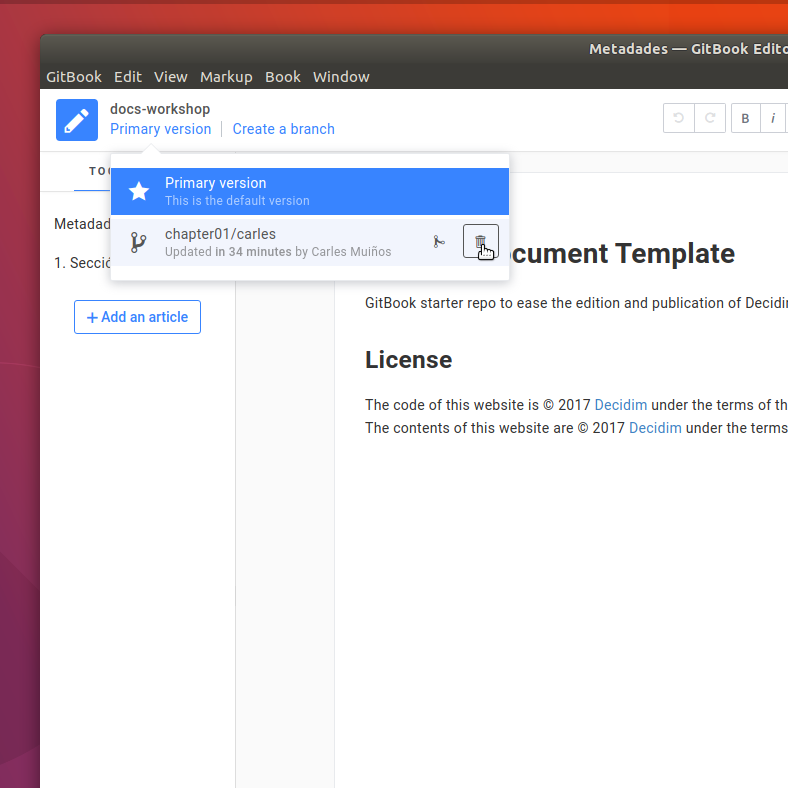 Metadades — GitBook Edito
GitBook Edit View Markup Book Window
docs-workshop
Primary version Create a branch
B i
TO
Primary version
This is the default version
chapter01/carles
Updated in 34 minutes by Carles Muiños
Metadad
1. Secció
+ Add an article
cument Template
GitBook starter repo to ease the edition and publication of Decidim
License
The code of this website is © 2017 Decidim under the terms of th
The contents of this website are © 2017 Decidim under the terms